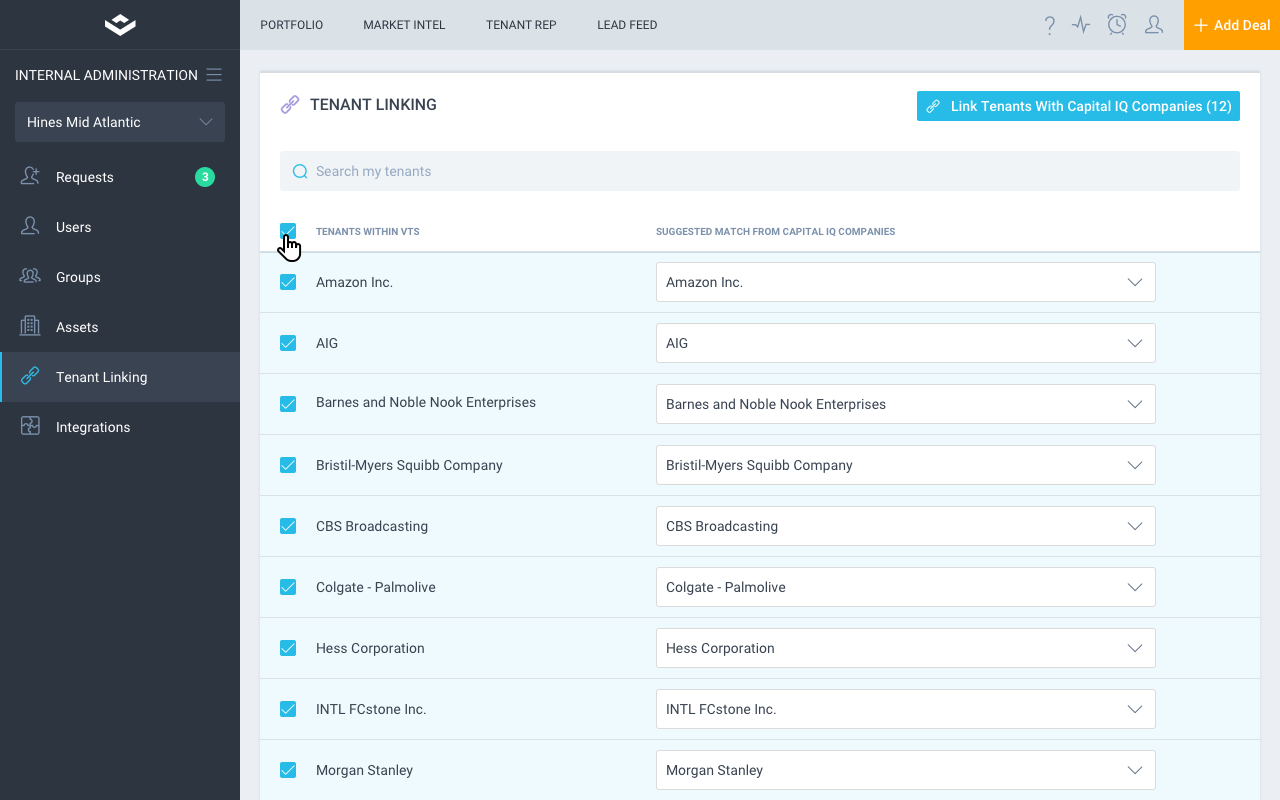 PORTFOLIO
MARKET INTEL
TENANT REP
LEAD FEED
?
Add Deal
INTERNAL ADMINISTRATION
Hines Mid Atlantic
Requests
3
Users
Groups
Assets
Tenant Linking
Integrations
TENANT LINKING
Link Tenants With Capital IQ Companies (12)
Search my tenants
TENANTS WITHIN VTS
SUGGESTED MATCH FROM CAPITAL IQ COMPANIES
Amazon Inc.
Amazon Inc.
AIG
AIG
Barnes and Noble Nook Enterprises
Barnes and Noble Nook Enterprises
Bristil-Myers Squibb Company
Bristil-Myers Squibb Company
CBS Broadcasting
CBS Broadcasting
Colgate - Palmolive
Colgate - Palmolive
Hess Corporation
Hess Corporation
INTL FCstone Inc.
INTL FCstone Inc.
Morgan Stanley
Morgan Stanley